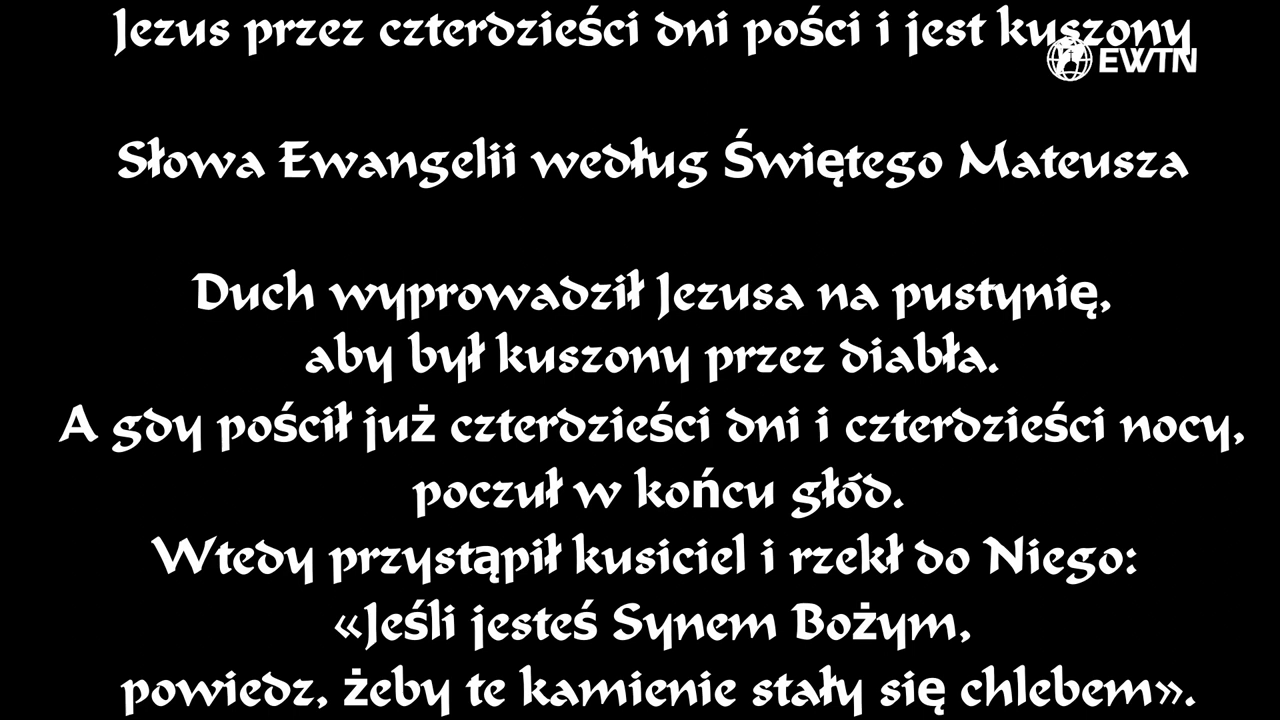 Jezus przez czterdzieści dni pości i jest kuszony
EWTN
Słowa Ewangelii według Świętego Mateusza
Duch wyprowadził Jezusa na pustynię,
aby był kuszony przez diabła.
A gdy pościł już czterdzieści dni i czterdzieści nocy,
poczuł w końcu głód.
Wtedy przystąpił kusiciel i rzekł do Niego:
«Jeśli jesteś Synem Bożym,
powiedz, żeby te kamienie stały się chlebem».